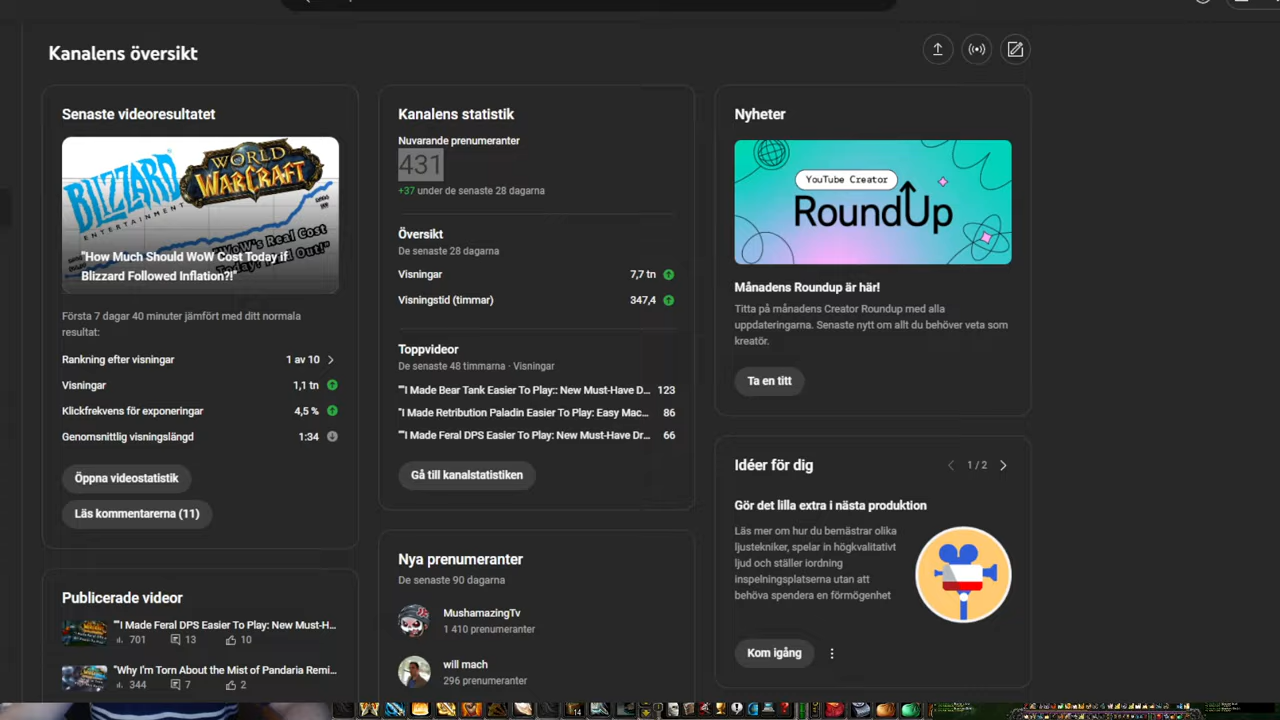 Kanalens översikt
Senaste videoresultatet
BLIZZARD
ENTERTAINMENT
WORLD
WARCRAFT
"WoW's Real Cost
Today Plan Out!"
"How Much Should WoW Cost Today if
Blizzard Followed Inflation?!"
Första 7 dagar 40 minuter jämfört med ditt normala
resultat:
Rankning efter visningar 1 av 10
Visningar 1,1 tn
Klickfrekvens för exponeringar 4,5 %
Genomsnittlig visningslängd 1:34
Öppna videostatistik
Läs kommentarerna (11)
Publicerade videor
""I Made Feral DPS Easier To Play: New Must-H...
701 13 10
"Why I'm Torn About the Mist of Pandaria Remi...
344 7 2
Kanalens statistik
Nuvarande prenumeranter
431
+37 under de senaste 28 dagarna
Översikt
De senaste 28 dagarna
Visningar 7,7 tn
Visningstid (timmar) 347,4
Toppvideor
De senaste 48 timmarna · Visningar
""I Made Bear Tank Easier To Play:: New Must-Have D... 123
"I Made Retribution Paladin Easier To Play: Easy Mac... 86
""I Made Feral DPS Easier To Play: New Must-Have Dr... 66
Gå till kanalstatistiken
Nya prenumeranter
De senaste 90 dagarna
MushamazingTv
1 410 prenumeranter
will mach
296 prenumeranter
Nyheter
YouTube Creator
RoundUp
Månadens Roundup är här!
Titta på månadens Creator Roundup med alla
uppdateringarna. Senaste nytt om allt du behöver veta som
kreatör.
Ta en titt
Idéer för dig
1 / 2
Gör det lilla extra i nästa produktion
Läs mer om hur du bemästrar olika
ljustekniker, spelar in högkvalitativt
ljud och ställer iordning
inspelningsplatserna utan att
behöva spendera en förmögenhet
Kom igång